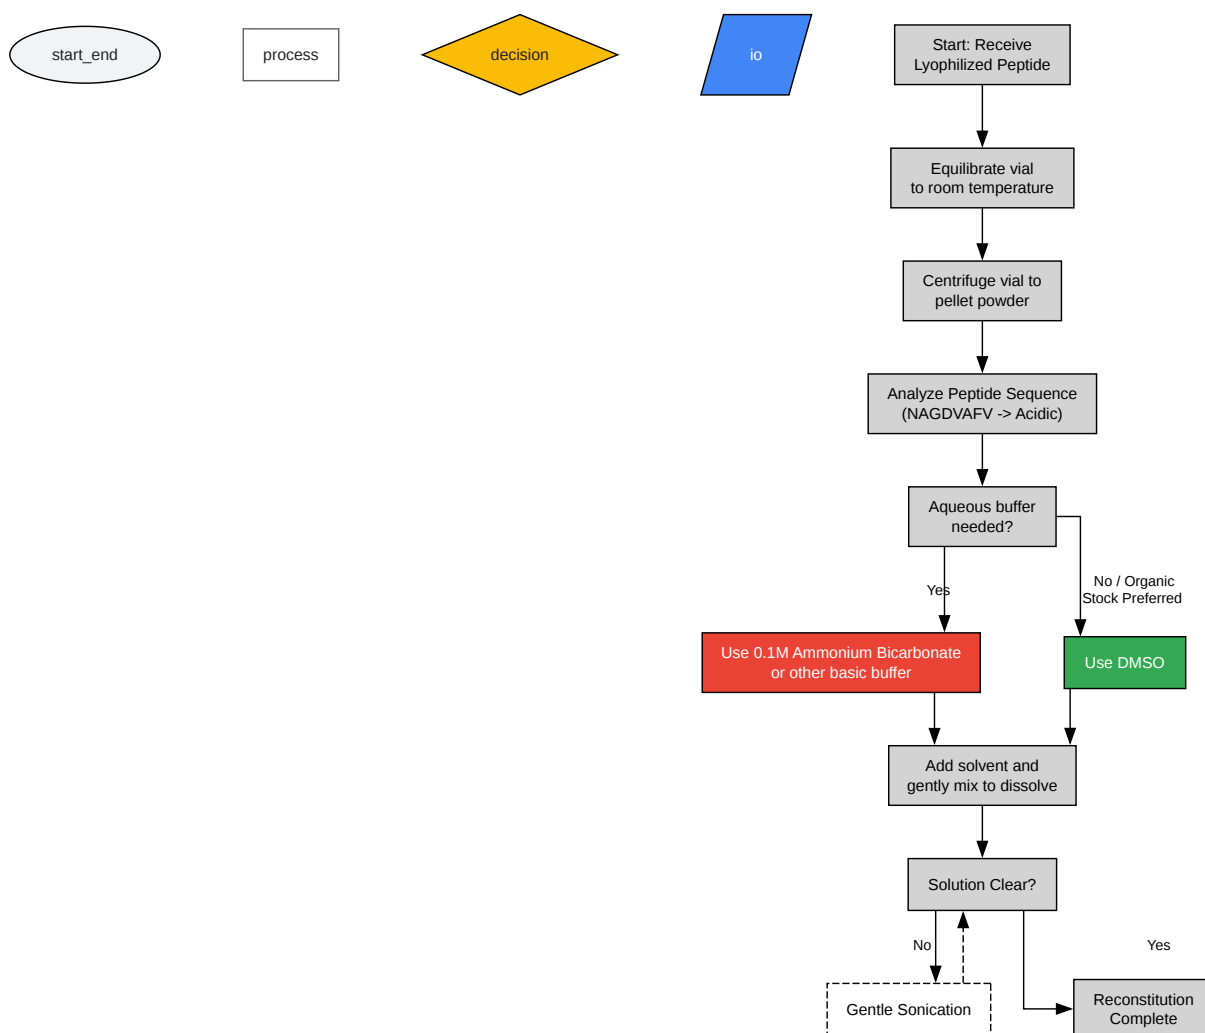 start_end
process
decision
io
Start: Receive
Lyophilized Peptide
Equilibrate vial
to room temperature
Centrifuge vial to
pellet powder
Analyze Peptide Sequence
(NAGDVAFV -> Acidic)
Aqueous buffer
needed?
Yes
No / Organic
Stock Preferred
Use 0.1M Ammonium Bicarbonate
or other basic buffer
Use DMSO
Add solvent and
gently mix to dissolve
Solution Clear?
No
Yes
Gentle Sonication
Reconstitution
Complete